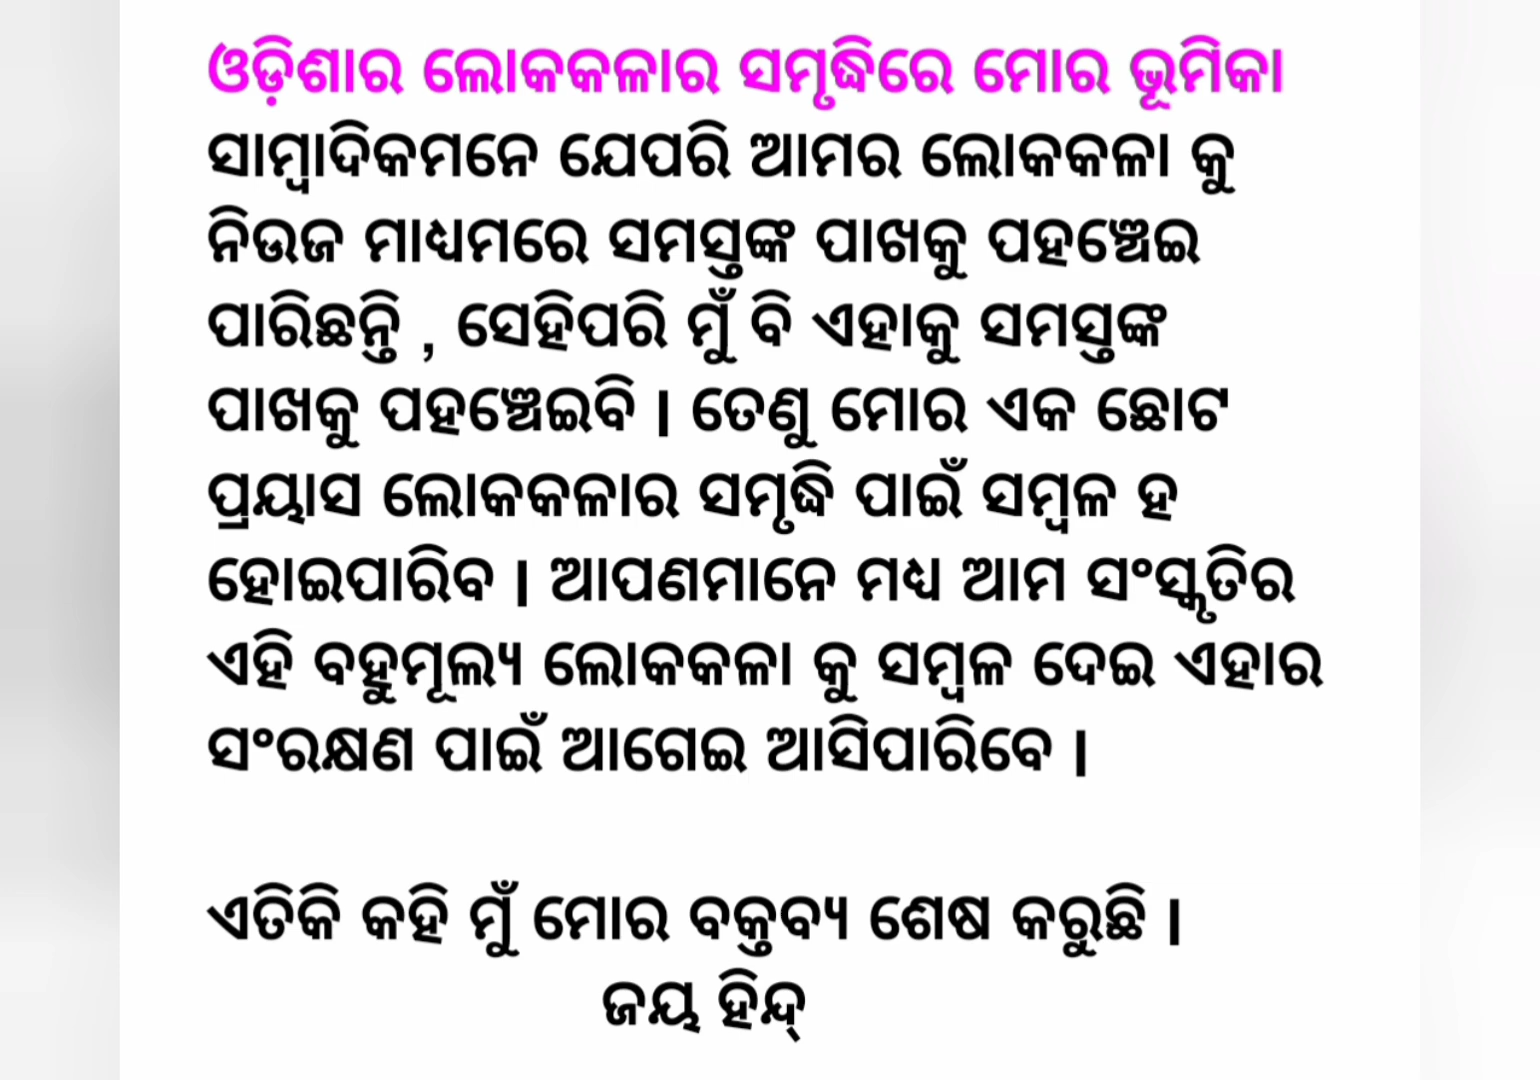 ଓଡ଼ିଶାର ଲୋକକଳାର ସମୃଦ୍ଧିରେ ମୋର ଭୂମିକା
ସାମ୍ବାଦିକମନେ ଯେପରି ଆମର ଲୋକକଳା କୁ
ନିଉଜ ମାଧ୍ୟମରେ ସମସ୍ତଙ୍କ ପାଖକୁ ପହଞ୍ଚେଇ
ପାରିଛନ୍ତି , ସେହିପରି ମୁଁ ବି ଏହାକୁ ସମସ୍ତଙ୍କ
ପାଖକୁ ପହଞ୍ଚେଇବି | ତେଣୁ ମୋର ଏକ ଛୋଟ
ପ୍ରୟାସ ଲୋକକଳାର ସମୃଦ୍ଧି ପାଇଁ ସମ୍ବଳ ହ
ହୋଇପାରିବ | ଆପଣମାନେ ମଧ୍ୟ ଆମ ସଂସ୍କୃତିର
ଏହି ବହୁମୂଲ୍ୟ ଲୋକକଳା କୁ ସମ୍ବଳ ଦେଇ ଏହାର
ସଂରକ୍ଷଣ ପାଇଁ ଆଗେଇ ଆସିପାରିବେ |
ଏତିକି କହି ମୁଁ ମୋର ବକ୍ତବ୍ୟ ଶେଷ କରୁଛି |
ଜୟ ହିନ୍ଦ୍